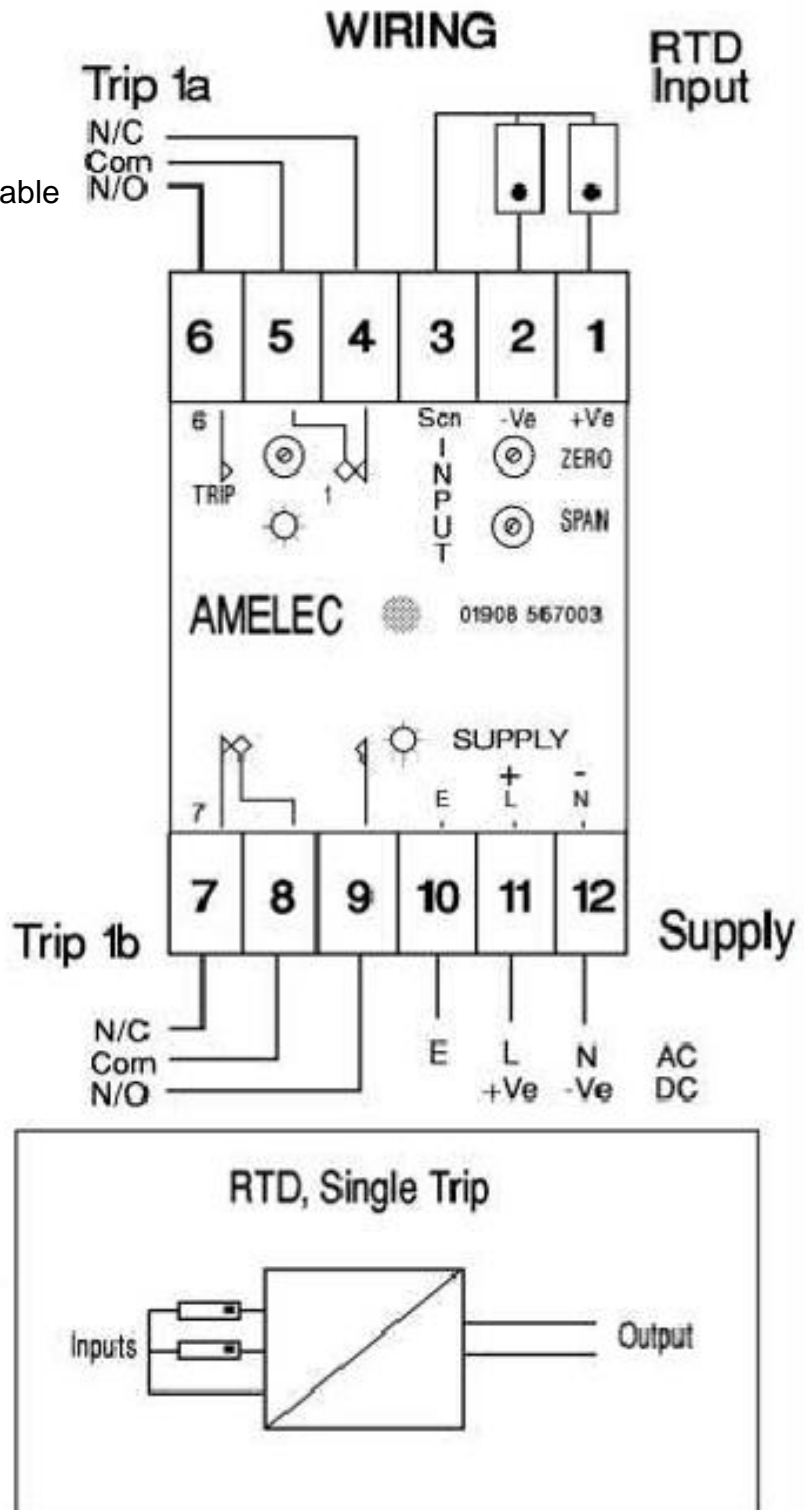 WIRING
RTD
Input
Trip 1a
N/C
Com
N/O
able
6 5 4 3 2 1
6 Scn -Ve +Ve
ZERO
INPUT
TRIP 1
SPAN
AMELEC 01908 567003
SUPPLY
+ -
7 E L N
7 8 9 10 11 12
Trip 1b Supply
N/C
Com
N/O
E L N AC
+Ve -Ve DC
RTD, Single Trip
Inputs Output